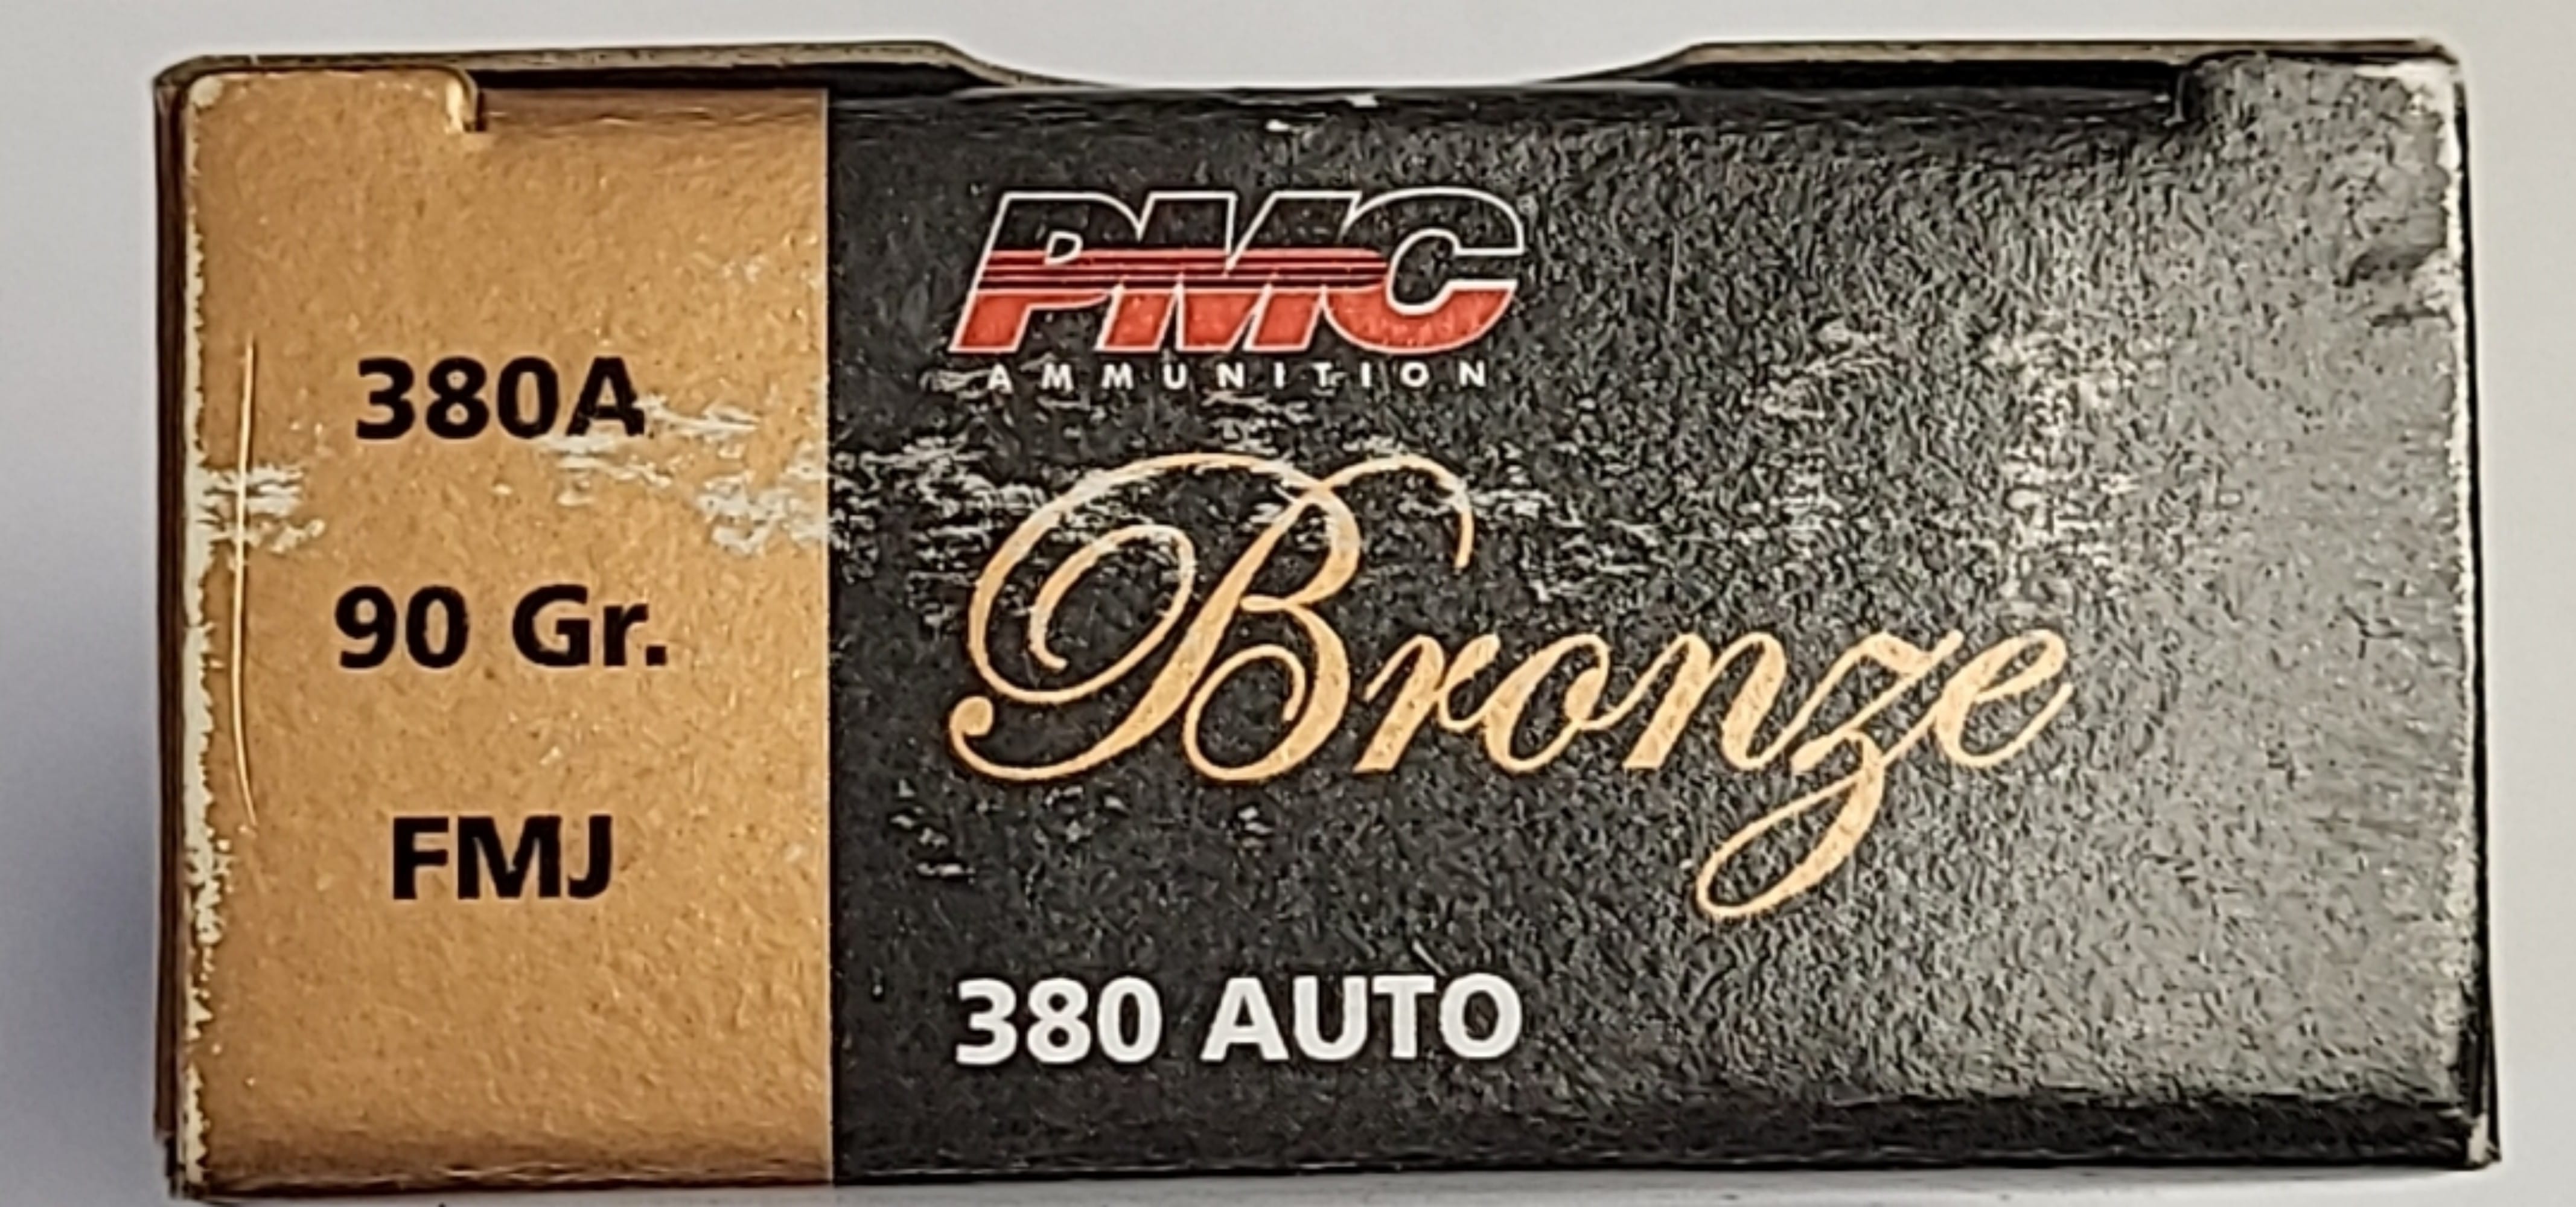 380A
90 Gr.
FMJ
PMC
AMMUNITION
Bronze
380 AUTO